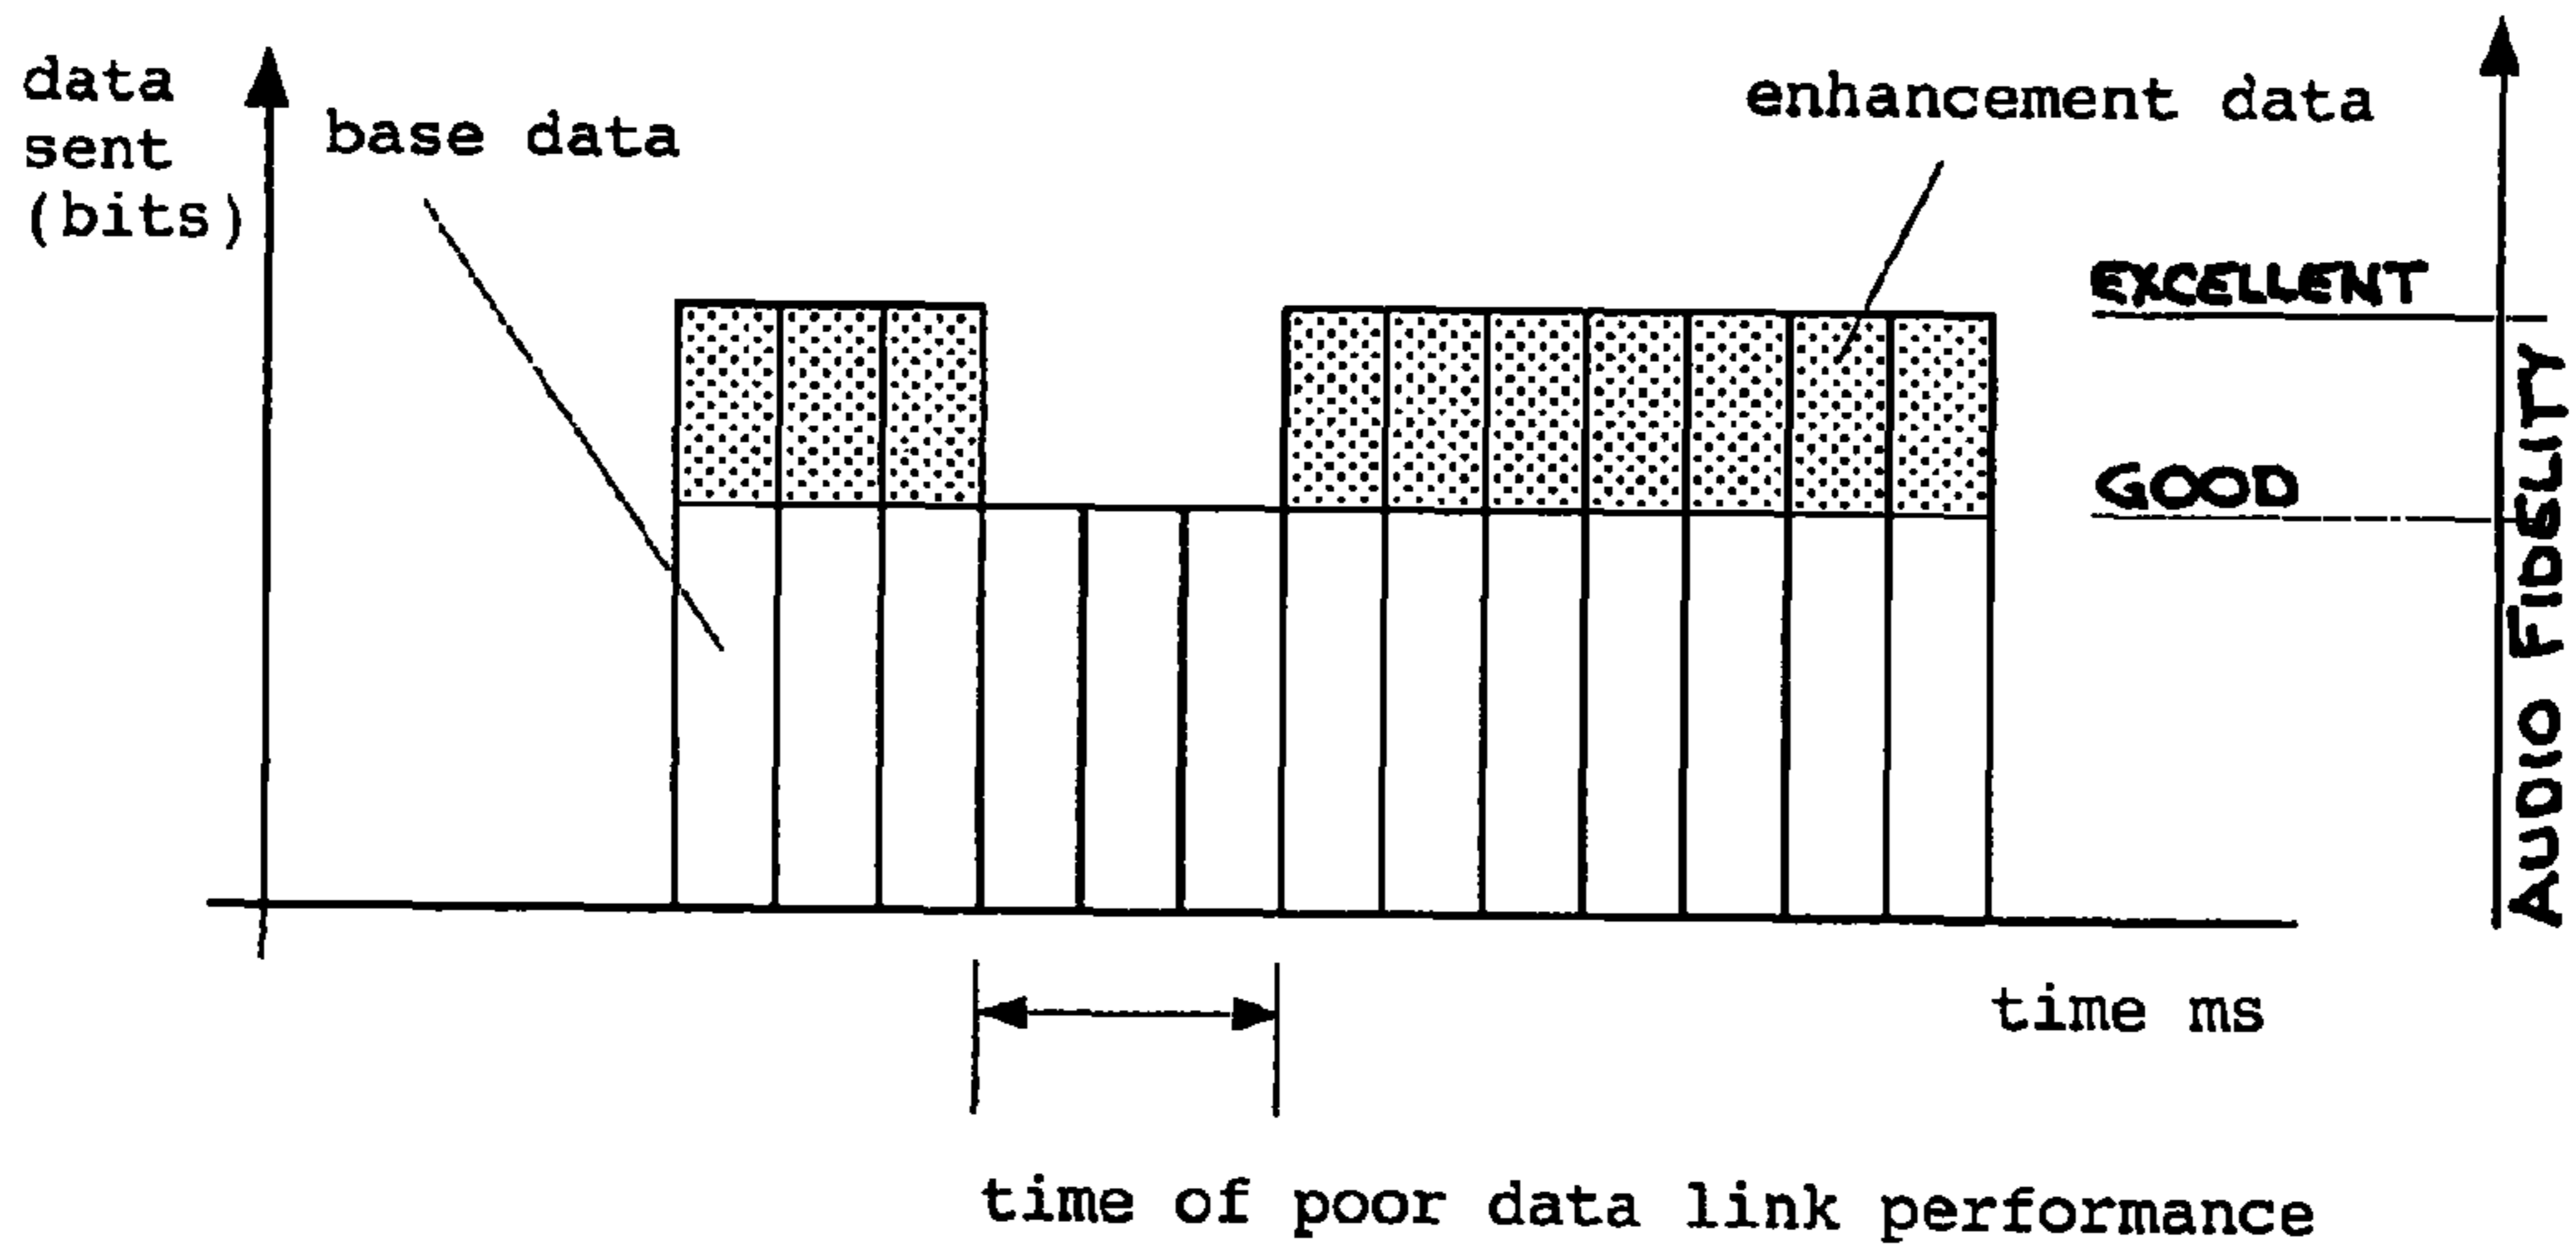 data
sent
(bits)
base data
enhancement data
EXCELLENT
GOOD
AUDIO FIDELITY
time ms
time of poor data link performance